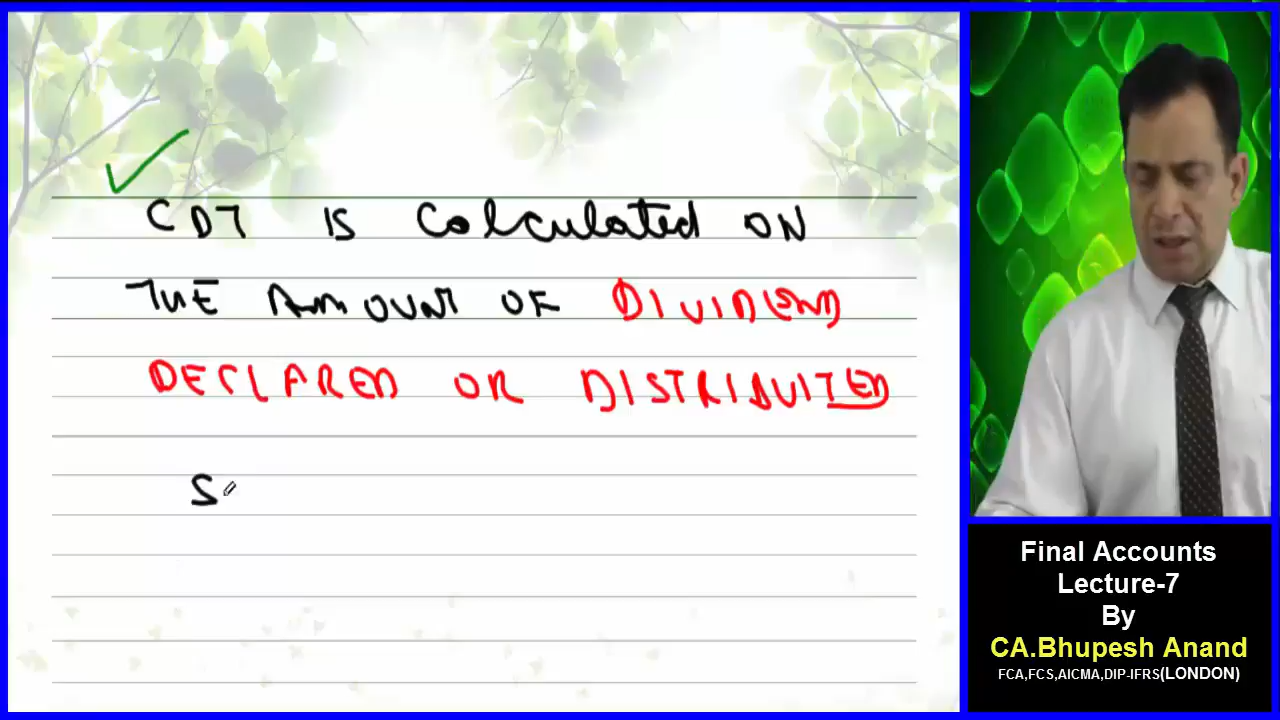 CDT IS Calculated ON
THE AMOUNT OF DIVIDEND
DECLARED OR DISTRIBUTED
S
Final Accounts
Lecture-7
By
CA.Bhupesh Anand
FCA,FCS,AICMA,DIP-IFRS(LONDON)